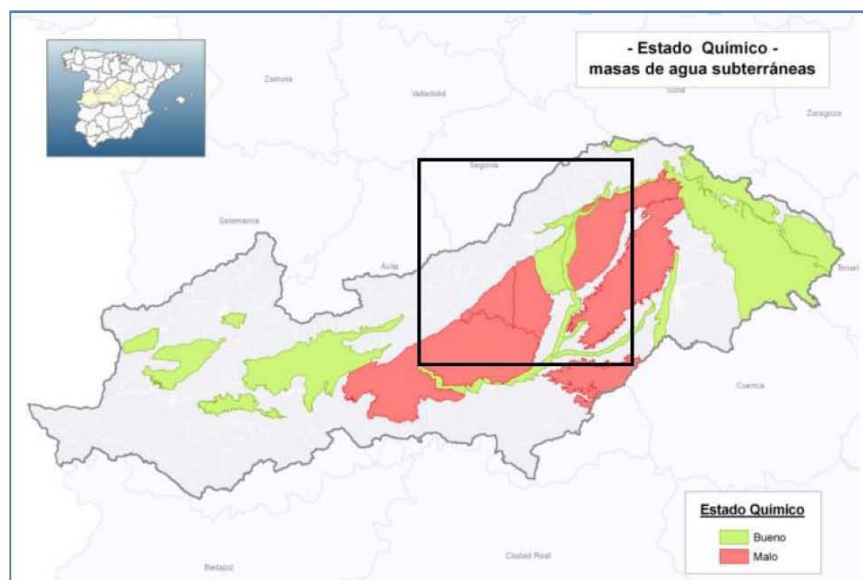 - Estado Químico -
masas de agua subterráneas
Zamora
Valladolid
Soria
Zaragoza
Segovia
Salamanca
Ávila
Teruel
Cuenca
Estado Químico
Bueno
Malo
Ciudad Real
Badajoz